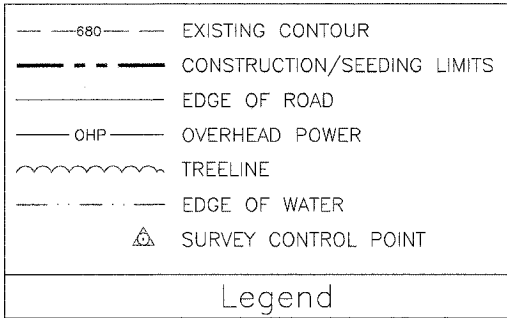 680 EXISTING CONTOUR
CONSTRUCTION/SEEDING LIMITS
EDGE OF ROAD
OHP OVERHEAD POWER
TREELINE
EDGE OF WATER
SURVEY CONTROL POINT
Legend